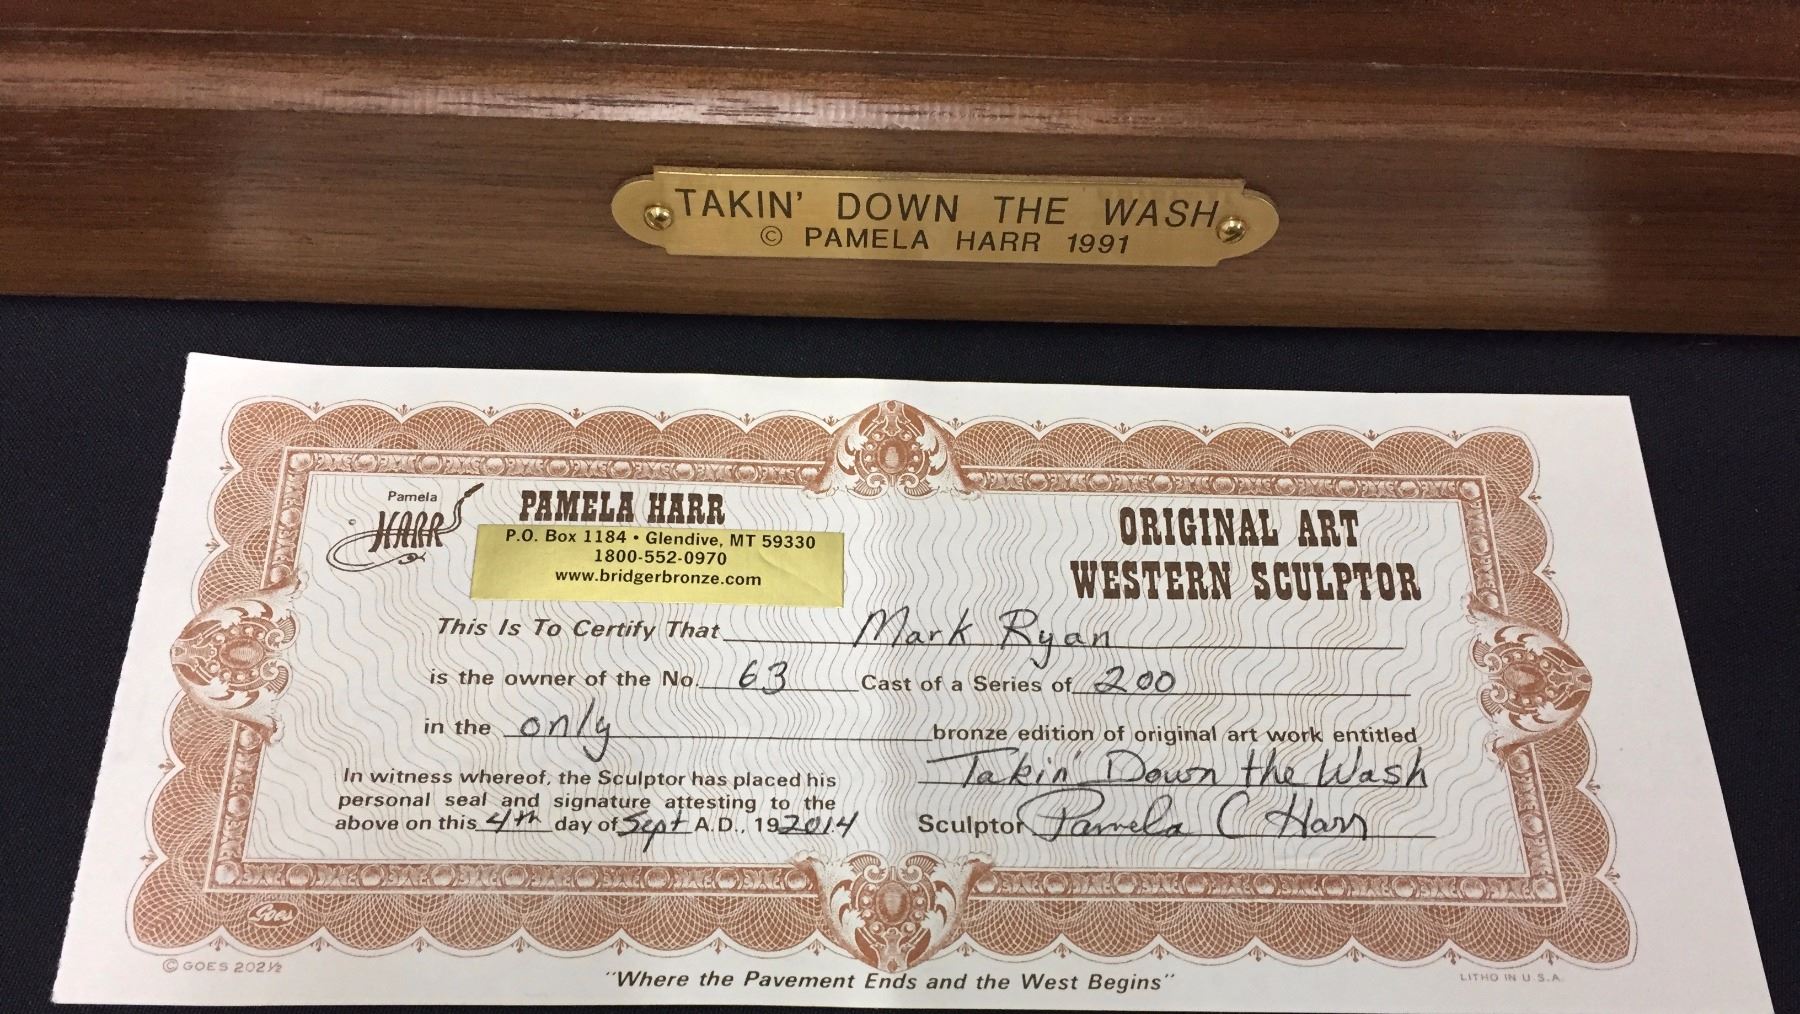 TAKIN' DOWN THE WASH
© PAMELA HARR 1991
Pamela
HARR
PAMELA HARR
P.O. Box 1184 • Glendive, MT 59330
1800-552-0970
www.bridgerbronze.com
ORIGINAL ART
WESTERN SCULPTOR
This Is To Certify That Mark Ryan
is the owner of the No. 63 Cast of a Series of 200
in the only bronze edition of original art work entitled
Takin' Down the Wash
In witness whereof, the Sculptor has placed his
personal seal and signature attesting to the
above on this 4th day of Sept A.D., 192014
Sculptor Pamela C Harr
Goes
© GOES 202½
"Where the Pavement Ends and the West Begins"
LITHO IN U.S.A.